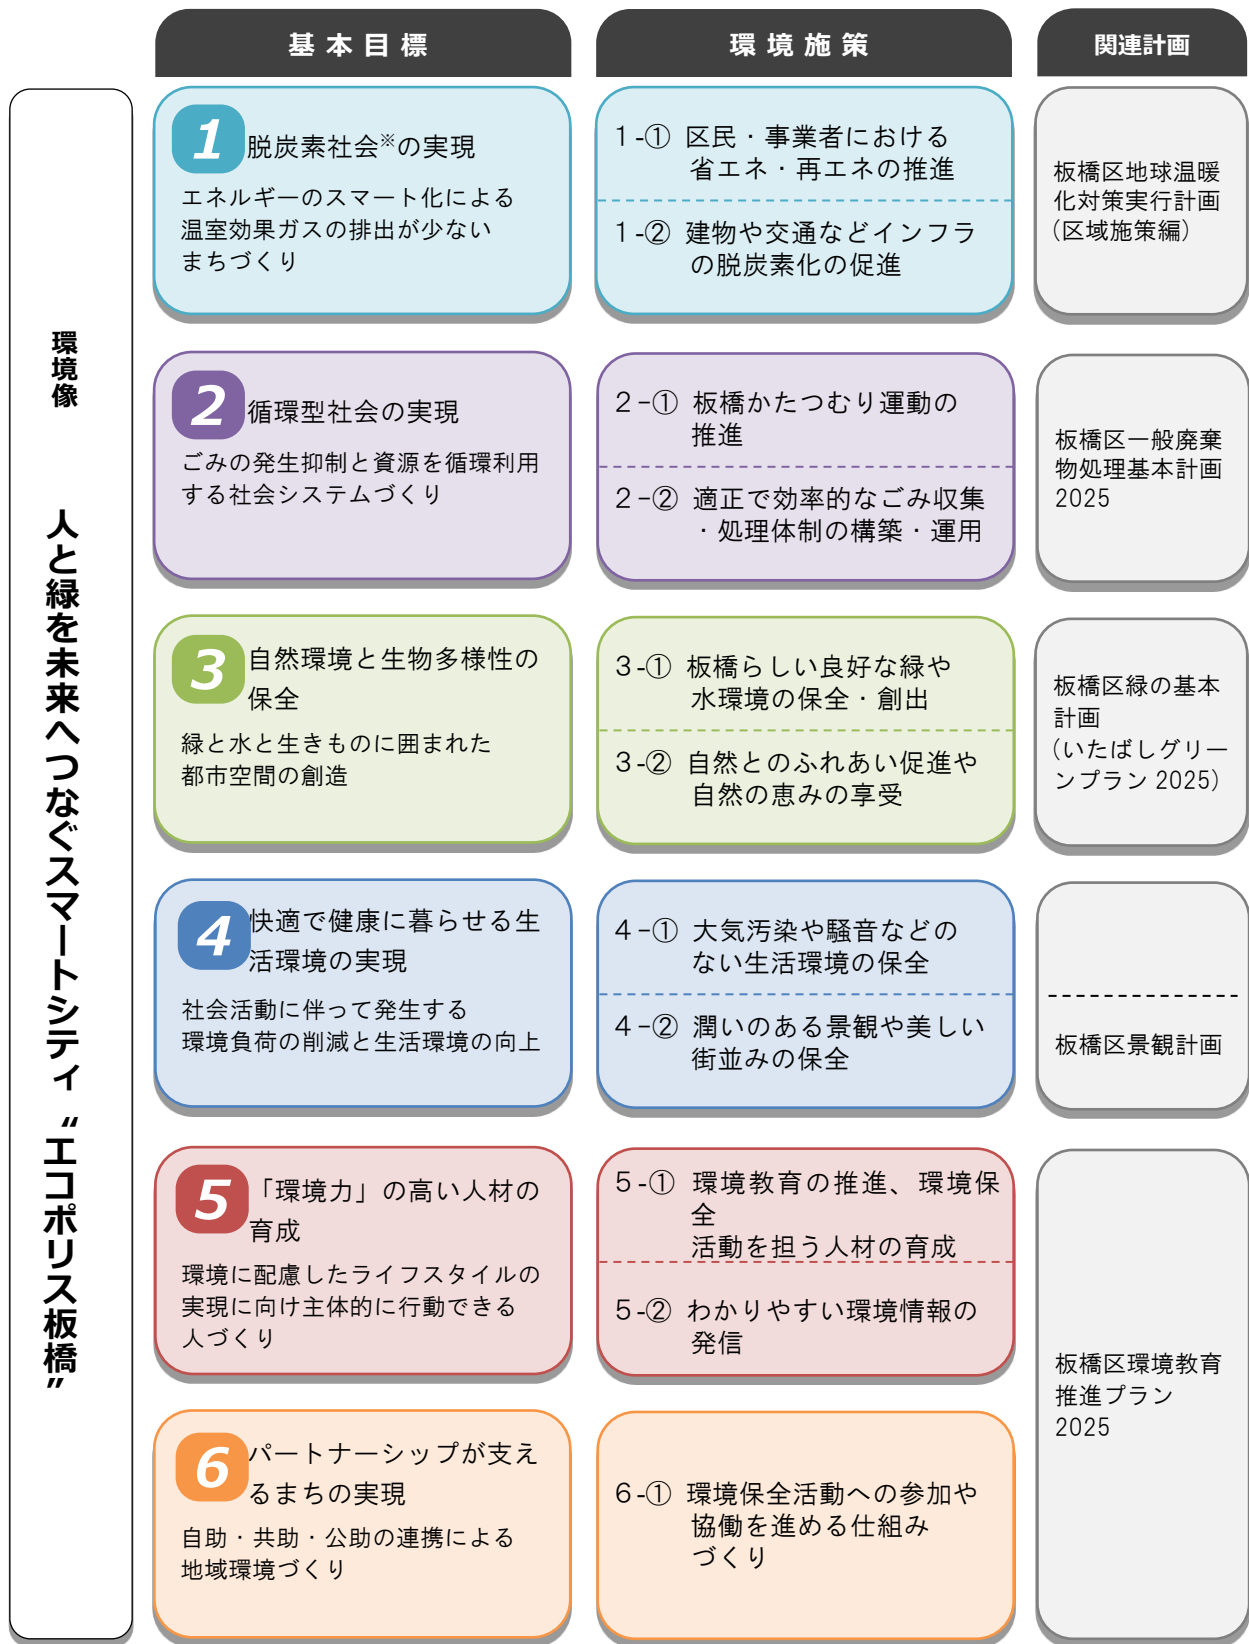 基本目標
環境施策
関連計画
環境像
人と緑を未来へつなぐスマートシティ“エコポリス板橋”
1
脱炭素社会※の実現
エネルギーのスマート化による
温室効果ガスの排出が少ない
まちづくり
1-① 区民・事業者における
省エネ・再エネの推進
1-② 建物や交通などインフラ
の脱炭素化の促進
板橋区地球温暖
化対策実行計画
(区域施策編)
2
循環型社会の実現
ごみの発生抑制と資源を循環利用
する社会システムづくり
2-① 板橋かたつむり運動の
推進
2-② 適正で効率的なごみ収集
・処理体制の構築・運用
板橋区一般廃棄
物処理基本計画
2025
3
自然環境と生物多様性の
保全
緑と水と生きものに囲まれた
都市空間の創造
3-① 板橋らしい良好な緑や
水環境の保全・創出
3-② 自然とのふれあい促進や
自然の恵みの享受
板橋区緑の基本
計画
(いたばしグリー
ンプラン 2025)
4
快適で健康に暮らせる生
活環境の実現
社会活動に伴って発生する
環境負荷の削減と生活環境の向上
4-① 大気汚染や騒音などの
ない生活環境の保全
4-② 潤いのある景観や美しい
街並みの保全
板橋区景観計画
5
「環境力」の高い人材の
育成
環境に配慮したライフスタイルの
実現に向け主体的に行動できる
人づくり
5-① 環境教育の推進、環境保
全
活動を担う人材の育成
5-② わかりやすい環境情報の
発信
板橋区環境教育
推進プラン
2025
6
パートナーシップが支え
るまちの実現
自助・共助・公助の連携による
地域環境づくり
6-① 環境保全活動への参加や
協働を進める仕組み
づくり